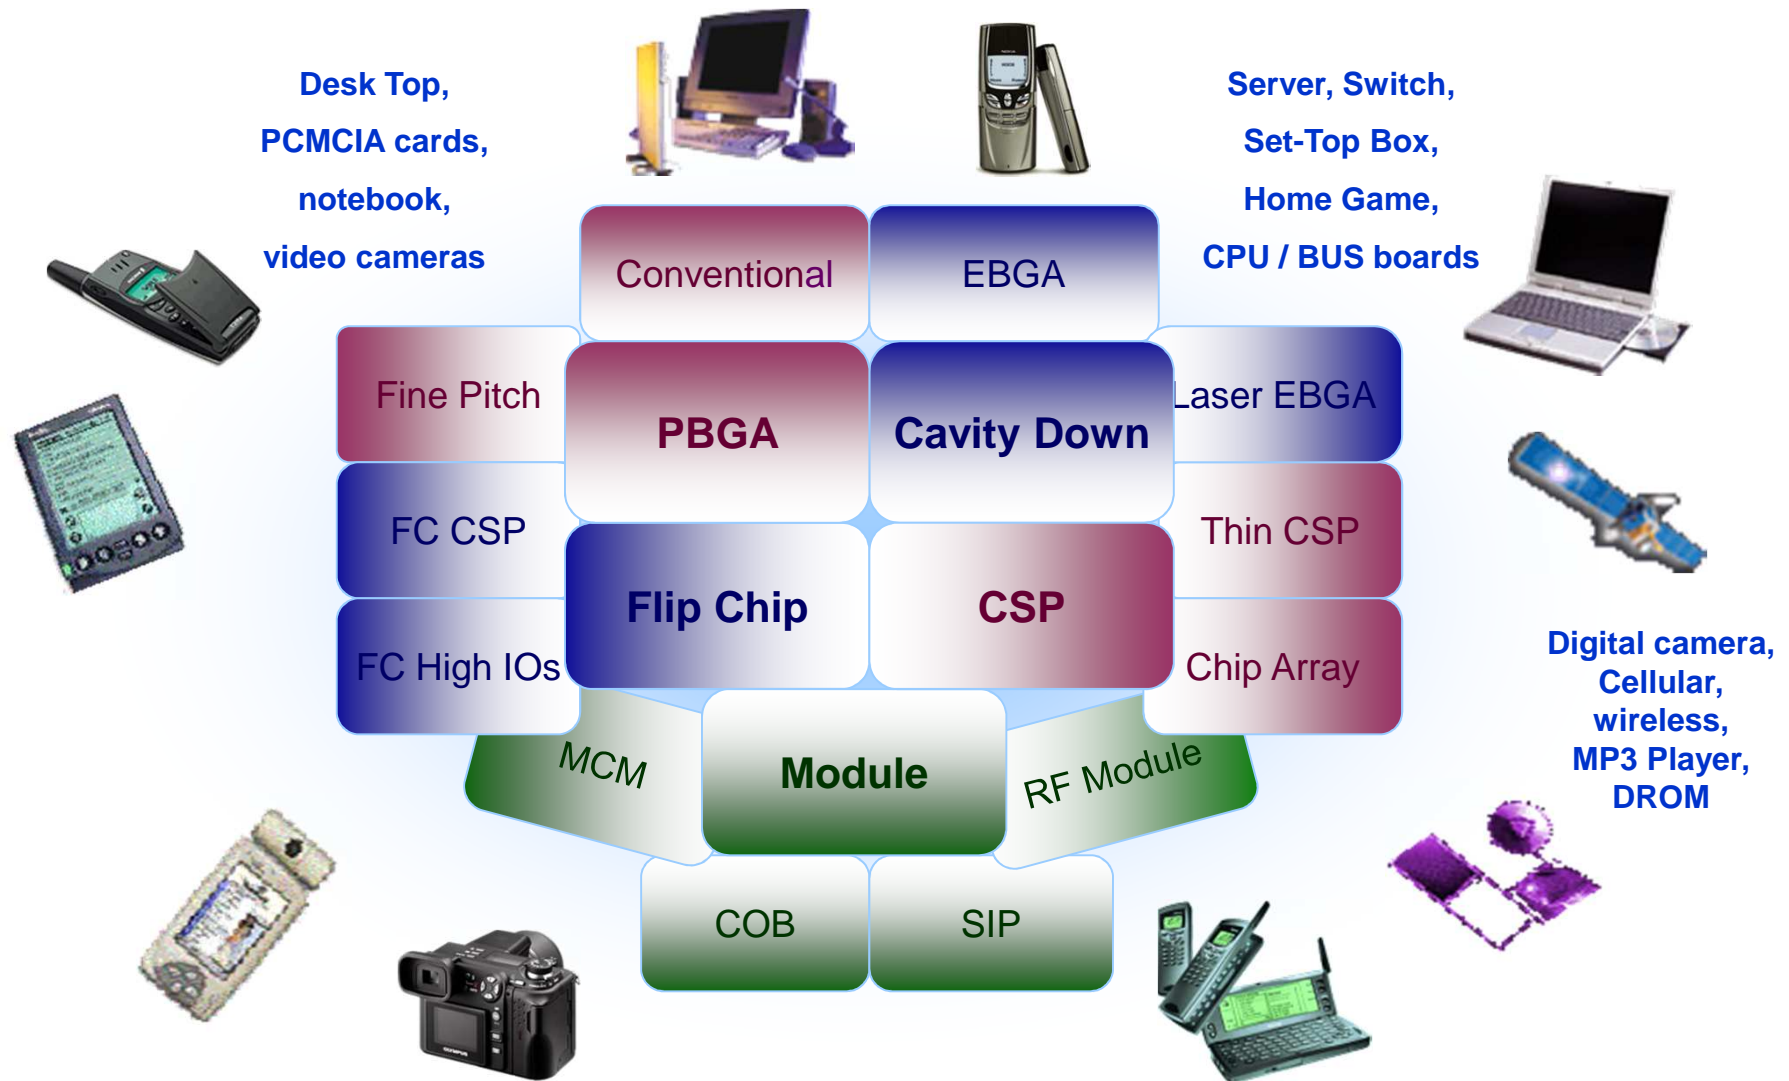 Desk Top,
PCMCIA cards,
notebook,
video cameras
Server, Switch,
Set-Top Box,
Home Game,
CPU / BUS boards
Conventional
EBGA
Fine Pitch
PBGA
Cavity Down
Laser EBGA
FC CSP
Thin CSP
Flip Chip
CSP
FC High IOs
Chip Array
MCM
Module
RF Module
COB
SIP
Digital camera,
Cellular,
wireless,
MP3 Player,
DROM
OLYMPUS